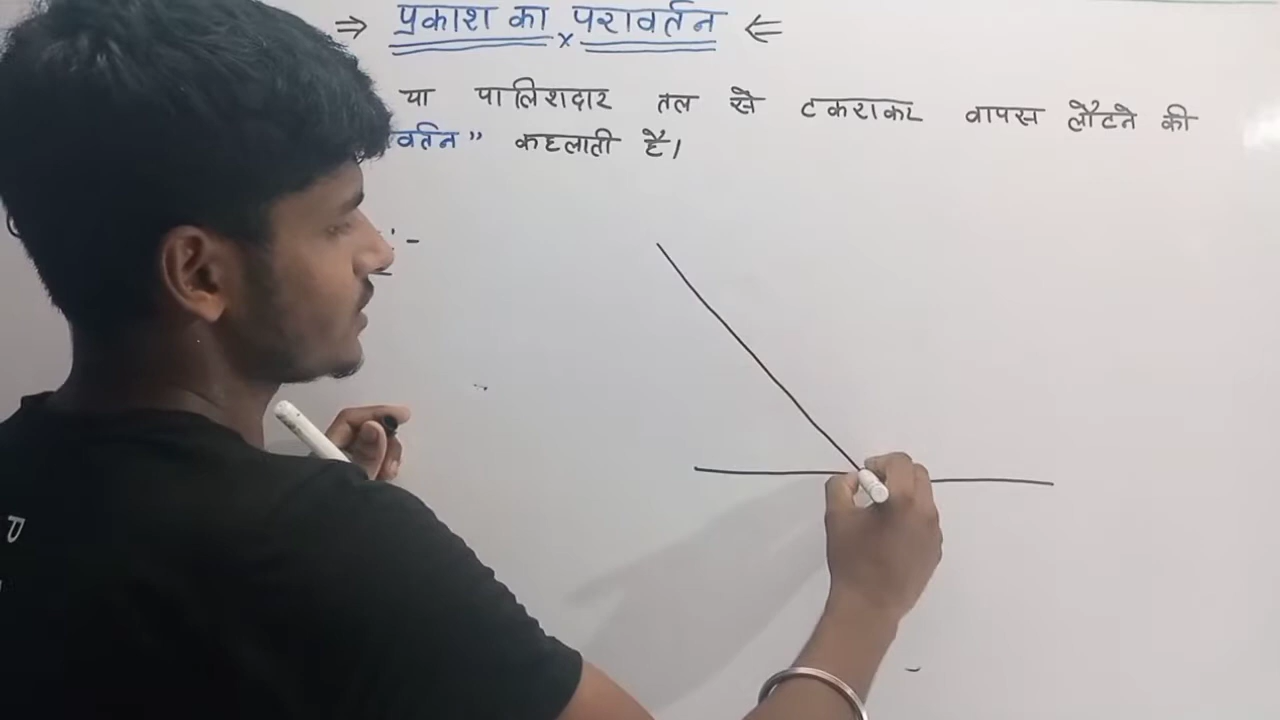 ⇒ प्रकाश का × परावर्तन ⇐
या पालिशदार तल से टकराकर वापस लौटने की
वर्तन” कहलाती है।
:-
P